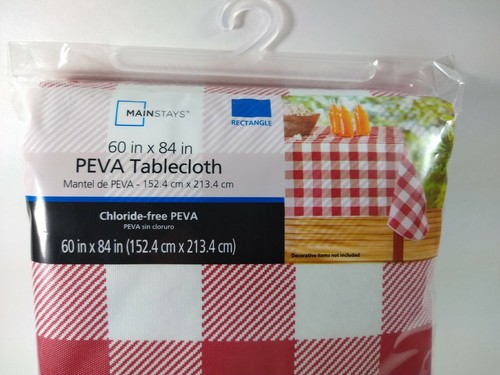 MAINSTAYS™
RECTANGLE
60 in x 84 in
PEVA Tablecloth
Mantel de PEVA - 152.4 cm x 213.4 cm
Chloride-free PEVA
PEVA sin cloruro
60 in x 84 in (152.4 cm x 213.4 cm)
Decorative items not included